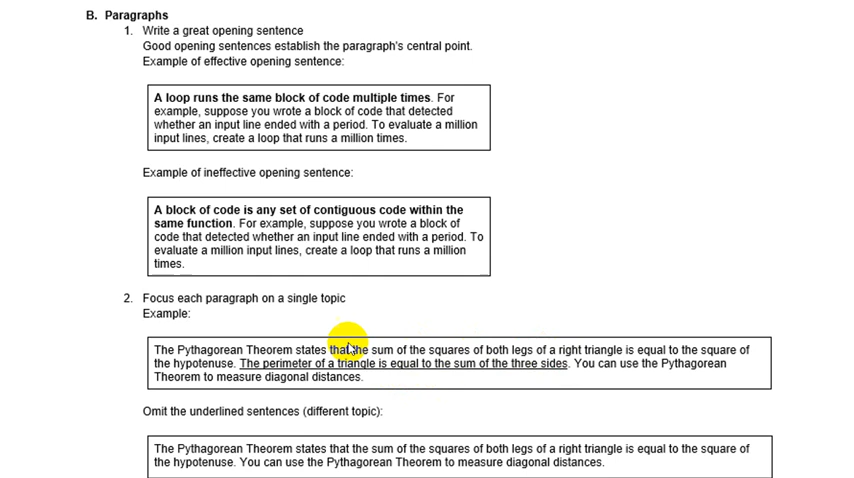 B. Paragraphs
1. Write a great opening sentence
Good opening sentences establish the paragraph's central point.
Example of effective opening sentence:
A loop runs the same block of code multiple times. For
example, suppose you wrote a block of code that detected
whether an input line ended with a period. To evaluate a million
input lines, create a loop that runs a million times.
Example of ineffective opening sentence:
A block of code is any set of contiguous code within the
same function. For example, suppose you wrote a block of
code that detected whether an input line ended with a period. To
evaluate a million input lines, create a loop that runs a million
times.
2. Focus each paragraph on a single topic
Example:
The Pythagorean Theorem states that the sum of the squares of both legs of a right triangle is equal to the square of
the hypotenuse. The perimeter of a triangle is equal to the sum of the three sides. You can use the Pythagorean
Theorem to measure diagonal distances.
Omit the underlined sentences (different topic):
The Pythagorean Theorem states that the sum of the squares of both legs of a right triangle is equal to the square of
the hypotenuse. You can use the Pythagorean Theorem to measure diagonal distances.